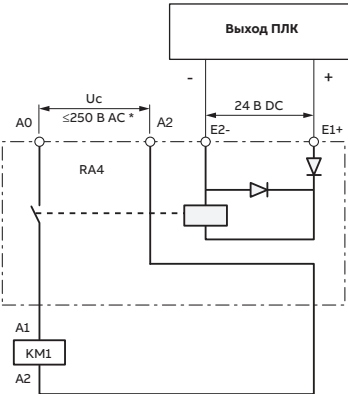 Выход ПЛК
- +
Uc
24 В DC
≤250 В AC *
A0 A2 E2- E1+
RA4
A1
KM1
A2